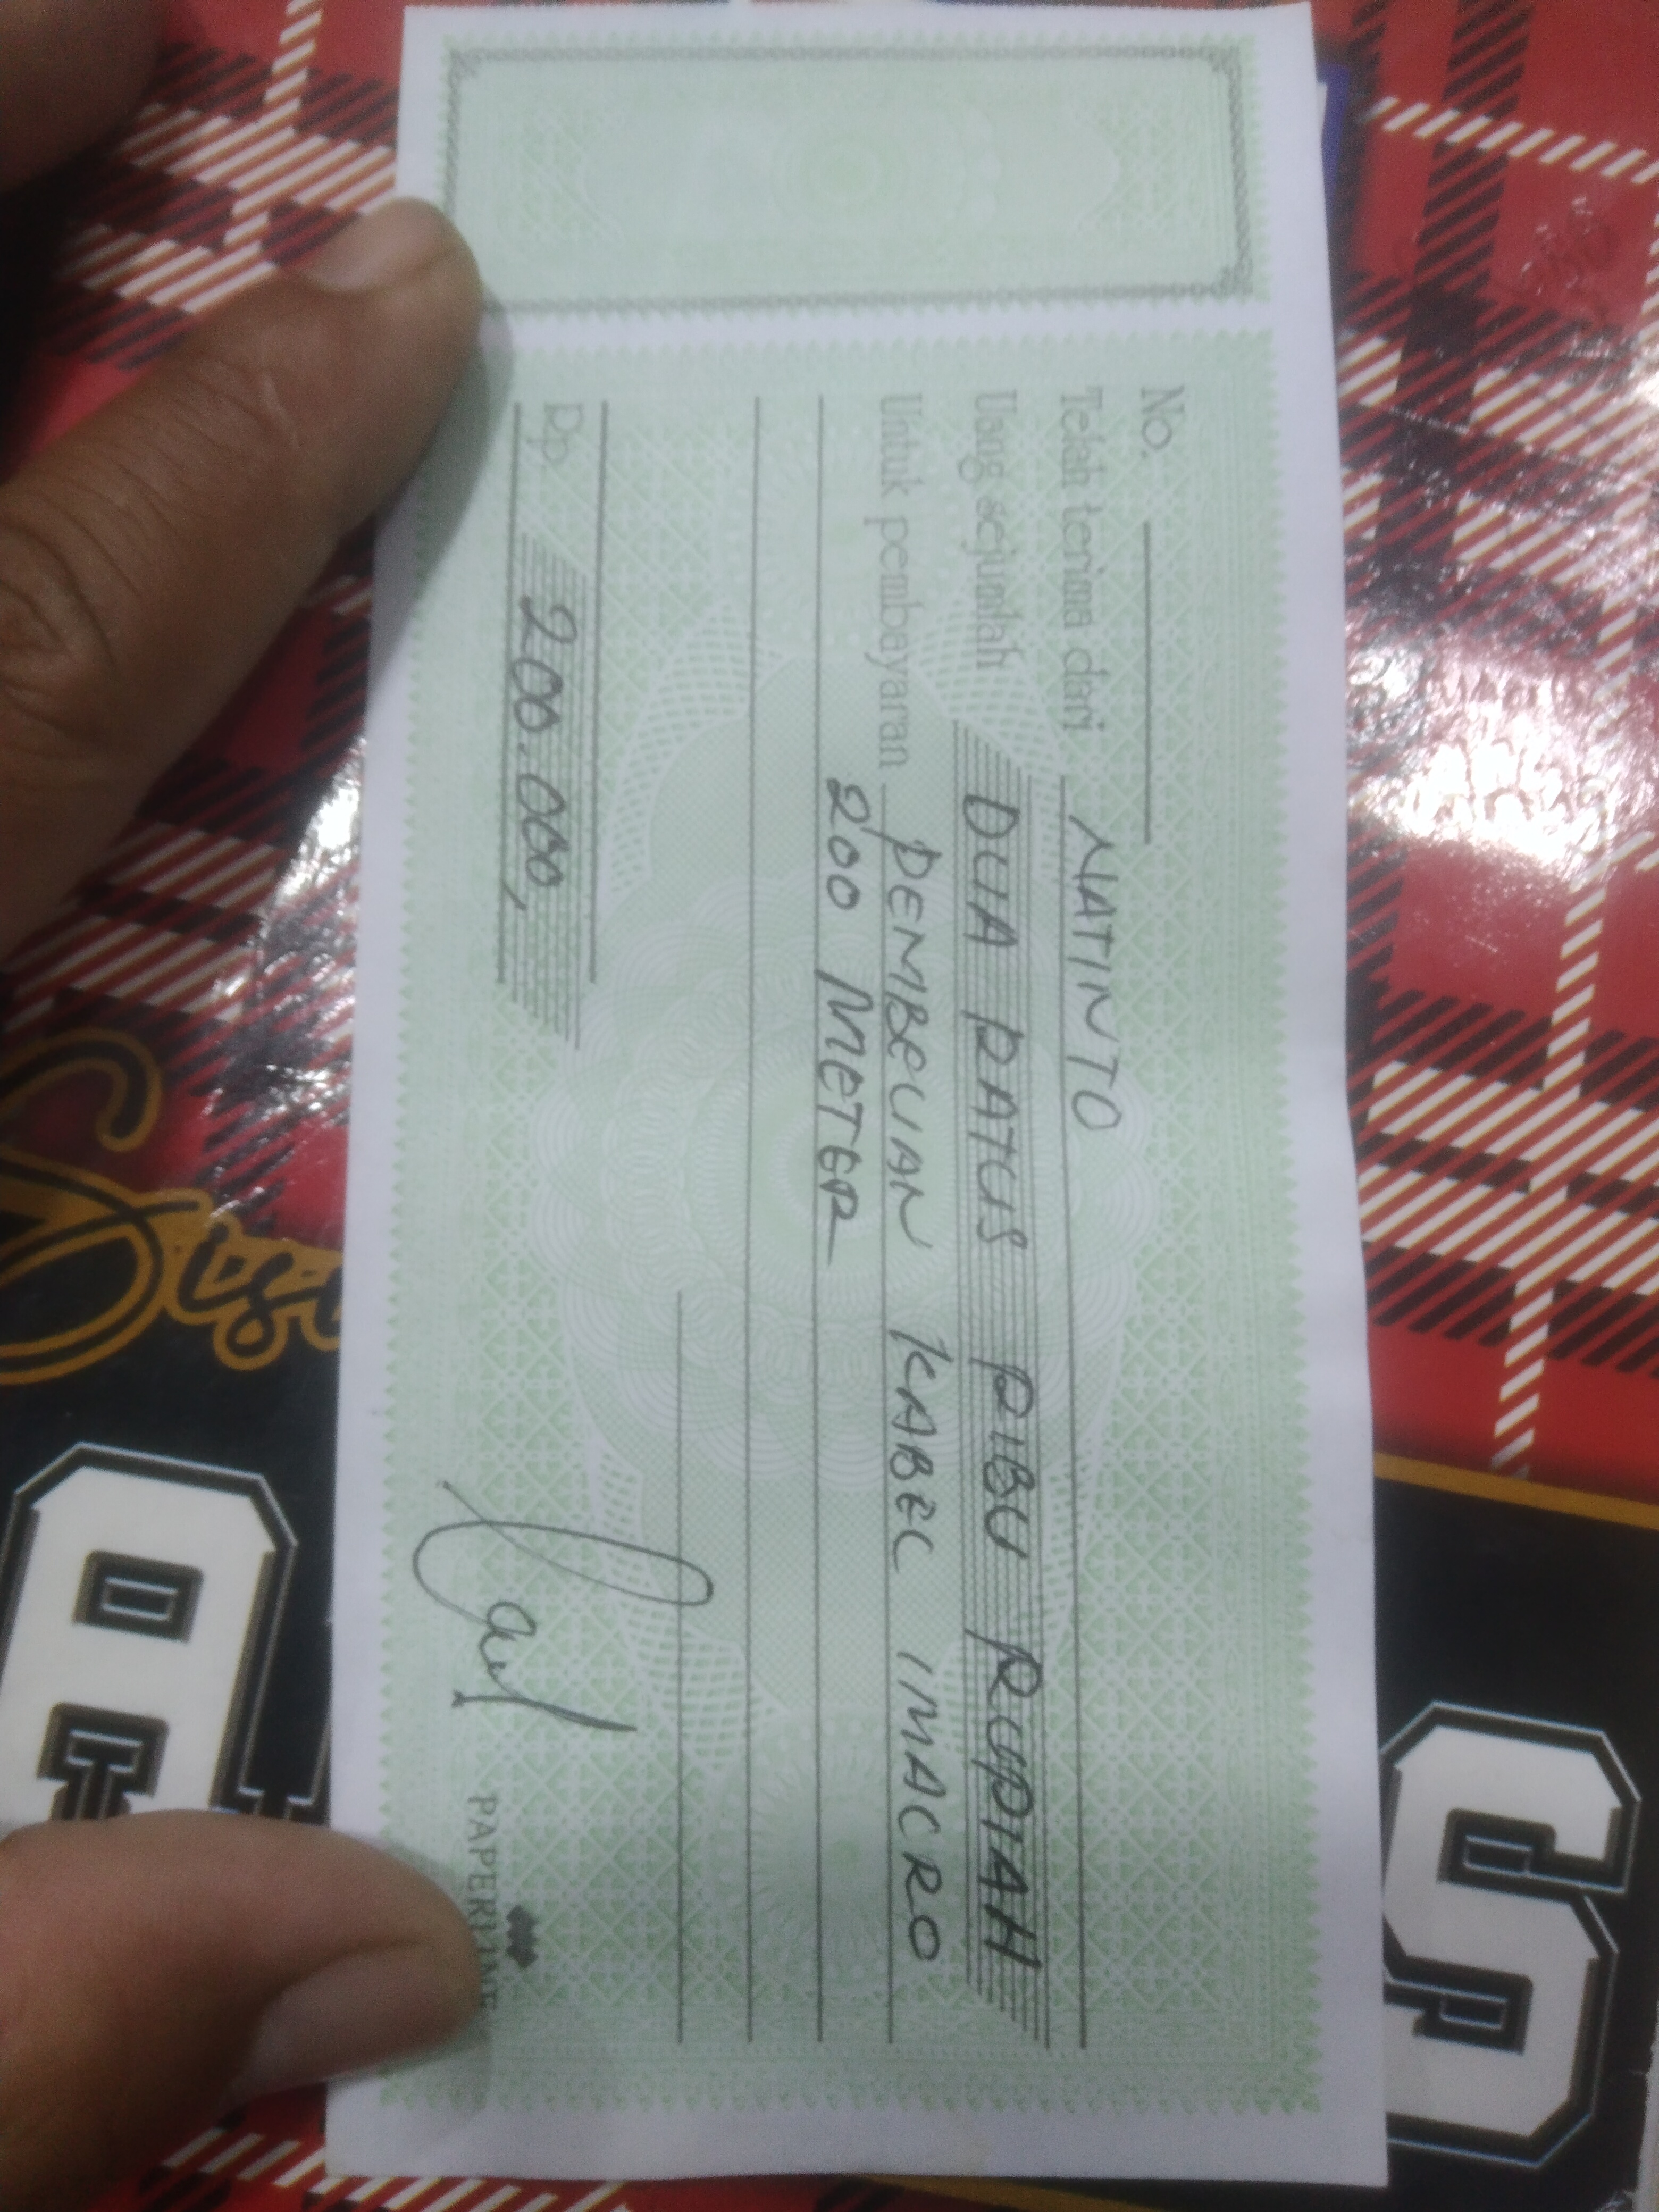 No.
Telah terima dari NATINTO
Uang sejumlah DUA RATUS RIBU RUPIAH
Untuk pembayaran PEMBELIAN KABEL IMACRO
200 METER
Rp. 200.000,
PAPERLINE